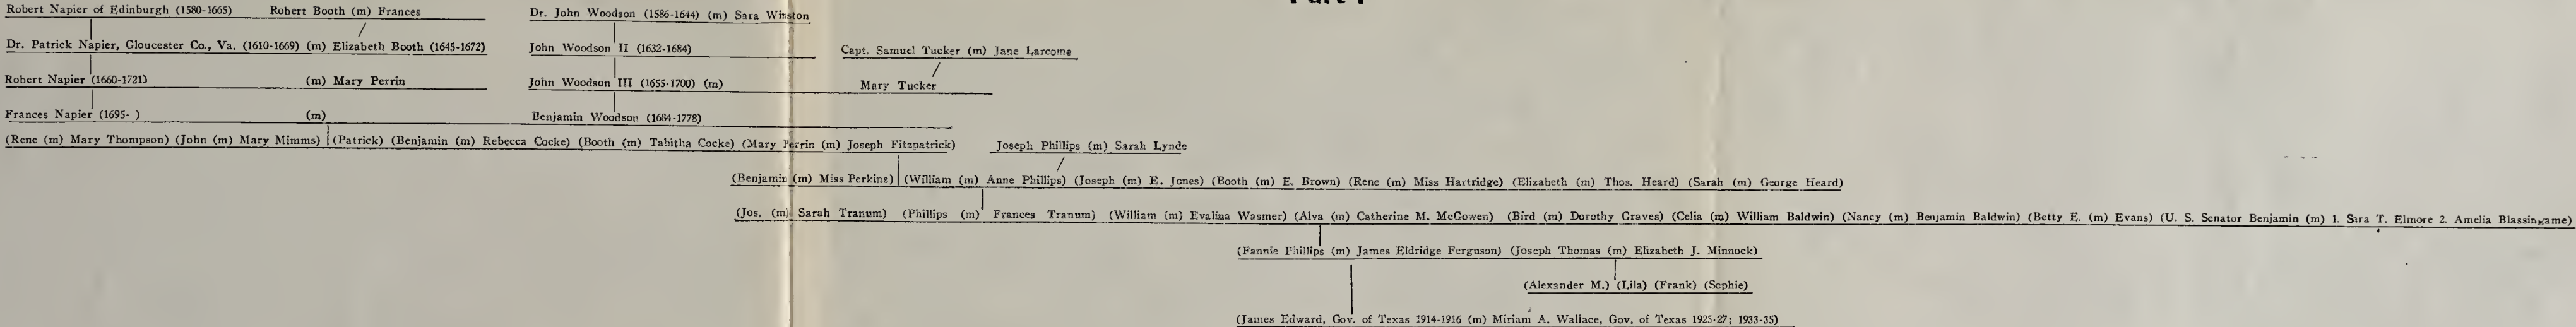 Part I
Robert Napier of Edinburgh (1580-1665) Robert Booth (m) Frances Dr. John Woodson (1586-1644) (m) Sara Winston
Dr. Patrick Napier, Gloucester Co., Va. (1610-1669) (m) Elizabeth Booth (1645-1672) John Woodson II (1632-1684) Capt. Samuel Tucker (m) Jane Larcome
Robert Napier (1660-1721) (m) Mary Perrin John Woodson III (1655-1700) (m) Mary Tucker
Frances Napier (1695- ) (m) Benjamin Woodson (1684-1778)
(Rene (m) Mary Thompson) (John (m) Mary Mimms) (Patrick) (Benjamin (m) Rebecca Cocke) (Booth (m) Tabitha Cocke) (Mary Perrin (m) Joseph Fitzpatrick) Joseph Phillips (m) Sarah Lynde
(Benjamin (m) Miss Perkins) (William (m) Anne Phillips) (Joseph (m) E. Jones) (Booth (m) E. Brown) (Rene (m) Miss Hartridge) (Elizabeth (m) Thos. Heard) (Sarah (m) George Heard)
(Jos. (m) Sarah Tranum) (Phillips (m) Frances Tranum) (William (m) Evalina Wasmer) (Alva (m) Catherine M. McGowen) (Bird (m) Dorothy Graves) (Celia (m) William Baldwin) (Nancy (m) Benjamin Baldwin) (Betty E. (m) Evans) (U. S. Senator Benjamin (m) 1. Sara T. Elmore 2. Amelia Blassingame)
(Fannie Phillips (m) James Eldridge Ferguson) (Joseph Thomas (m) Elizabeth J. Minnock)
(Alexander M.) (Lila) (Frank) (Sophie)
(James Edward, Gov. of Texas 1914-1916 (m) Miriam A. Wallace, Gov. of Texas 1925-27; 1933-35)